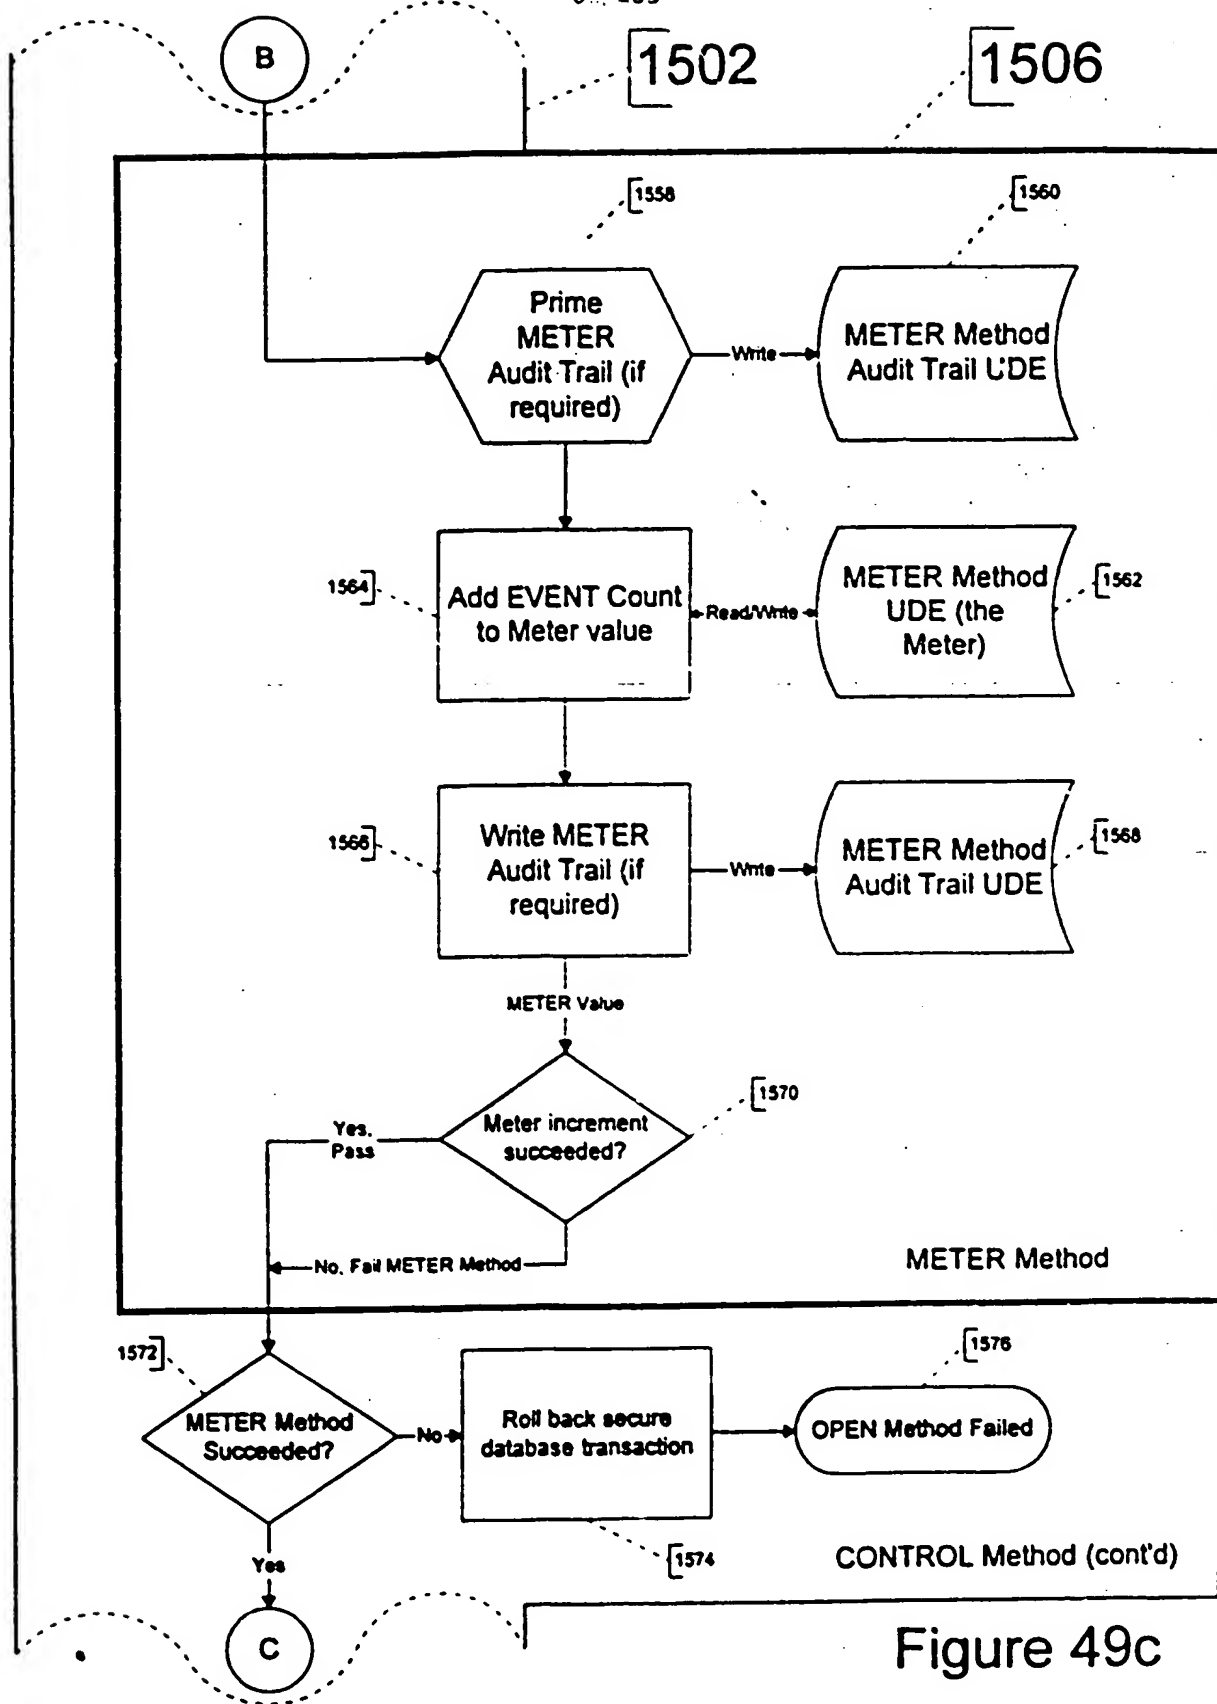 B
1502
1506
1558
1560
Prime
METER
Audit Trail (if
required)
Write
METER Method
Audit Trail UDE
1564
Add EVENT Count
to Meter value
Read/Write
METER Method
UDE (the
Meter)
1562
1566
Write METER
Audit Trail (if
required)
Write
METER Method
Audit Trail UDE
1568
METER Value
Meter increment
succeeded?
1570
Yes,
Pass
No, Fail METER Method
METER Method
1572
METER Method
Succeeded?
No
Roll back secure
database transaction
1574
OPEN Method Failed
1576
Yes
CONTROL Method (cont'd)
C
Figure 49c